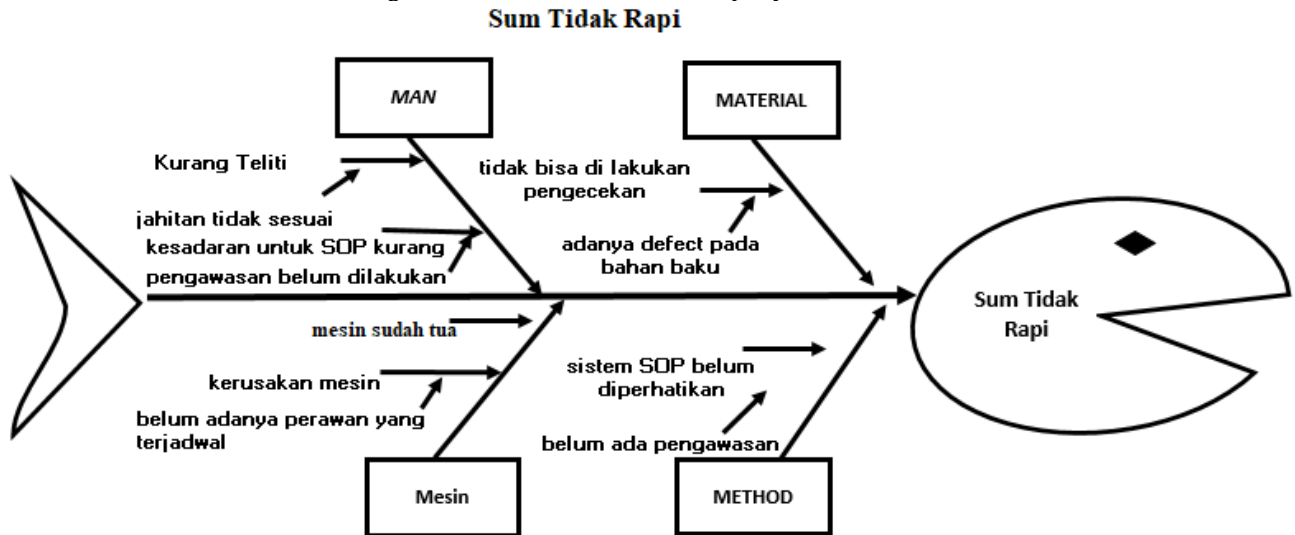 Sum Tidak Rapi
MAN
MATERIAL
Kurang Teliti
jahitan tidak sesuai
kesadaran untuk SOP kurang
pengawasan belum dilakukan
tidak bisa di lakukan
pengecekan
adanya defect pada
bahan baku
Sum Tidak
Rapi
mesin sudah tua
kerusakan mesin
belum adanya perawan yang
terjadwal
sistem SOP belum
diperhatikan
belum ada pengawasan
Mesin
METHOD